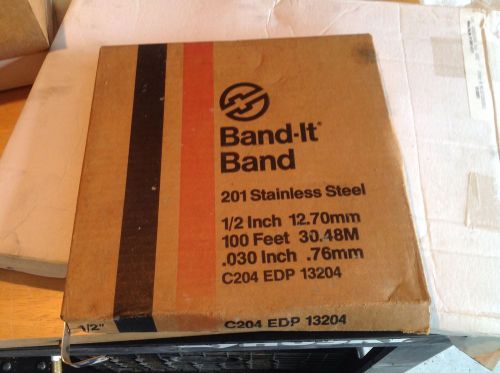 Band-It®
Band
201 Stainless Steel
1/2 Inch 12.70mm
100 Feet 30.48M
.030 Inch .76mm
C204 EDP 13204
1/2"
C204 EDP 13204